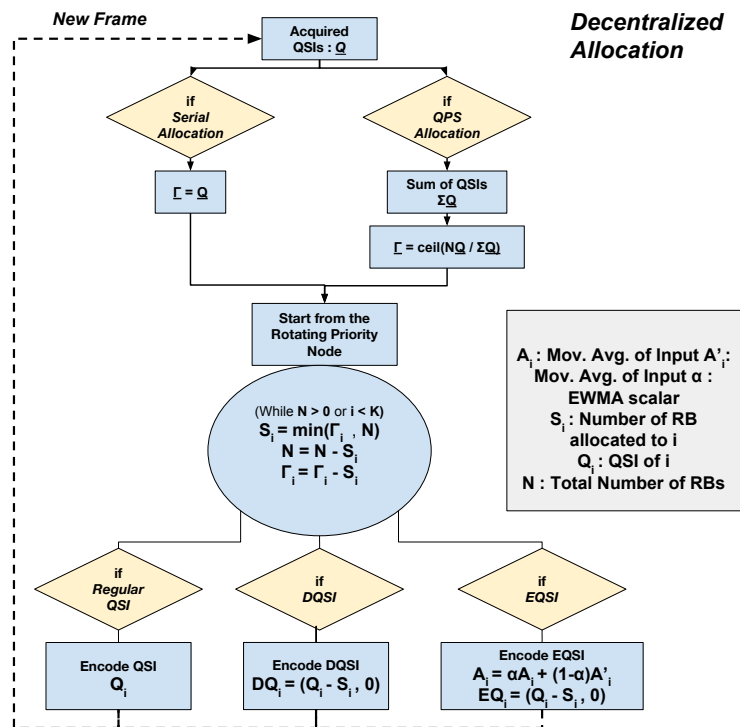 New Frame
Decentralized
Allocation
Acquired
QSIs : Q
if
Serial
Allocation
if
QPS
Allocation
Γ = Q
Sum of QSIs
ΣQ
Γ = ceil(NQ / ΣQ)
Start from the
Rotating Priority
Node
(While N > 0 or i < K)
S_i = min(Γ_i , N)
N = N - S_i
Γ_i = Γ_i - S_i
A_i : Mov. Avg. of Input A'_i :
Mov. Avg. of Input α :
EWMA scalar
S_i : Number of RB
allocated to i
Q_i : QSI of i
N : Total Number of RBs
if
Regular
QSI
if
DQSI
if
EQSI
Encode QSI
Q_i
Encode DQSI
DQ_i = (Q_i - S_i , 0)
Encode EQSI
A_i = αA_i + (1-α)A'_i
EQ_i = (Q_i - S_i , 0)